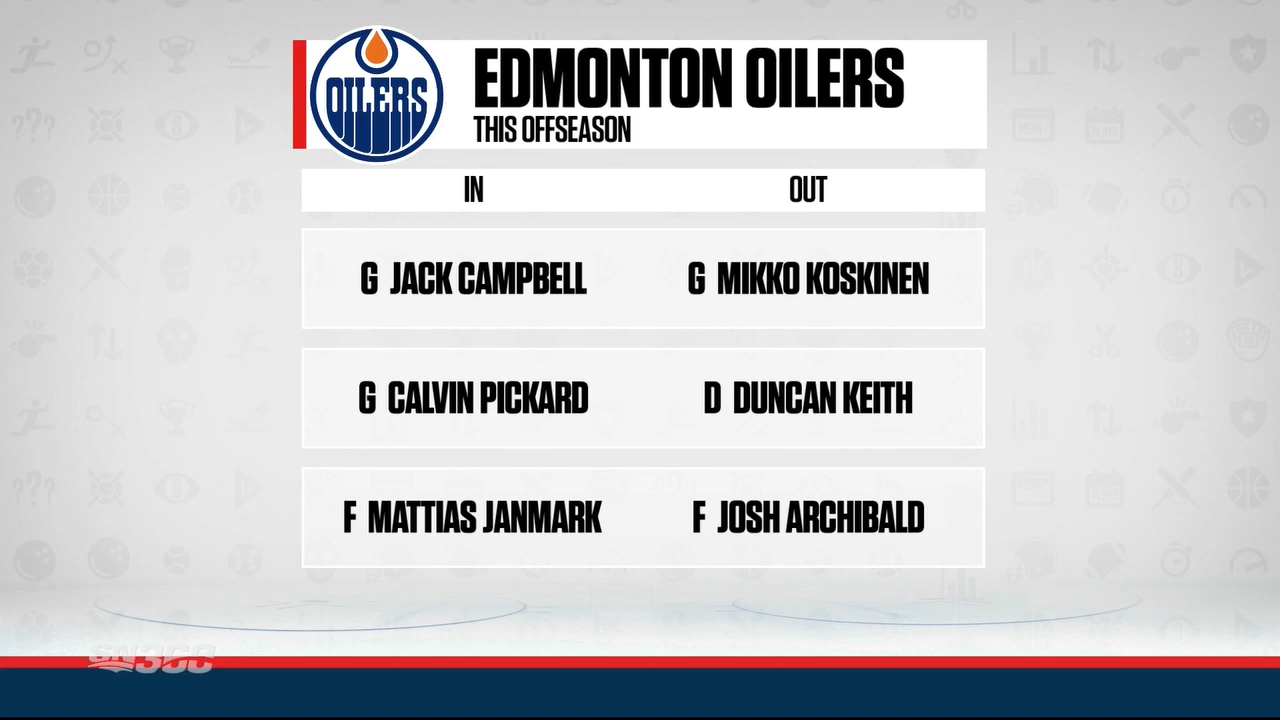 OILERS
EDMONTON OILERS
THIS OFFSEASON
IN OUT
G JACK CAMPBELL G MIKKO KOSKINEN
G CALVIN PICKARD D DUNCAN KEITH
F MATTIAS JANMARK F JOSH ARCHIBALD
SN360